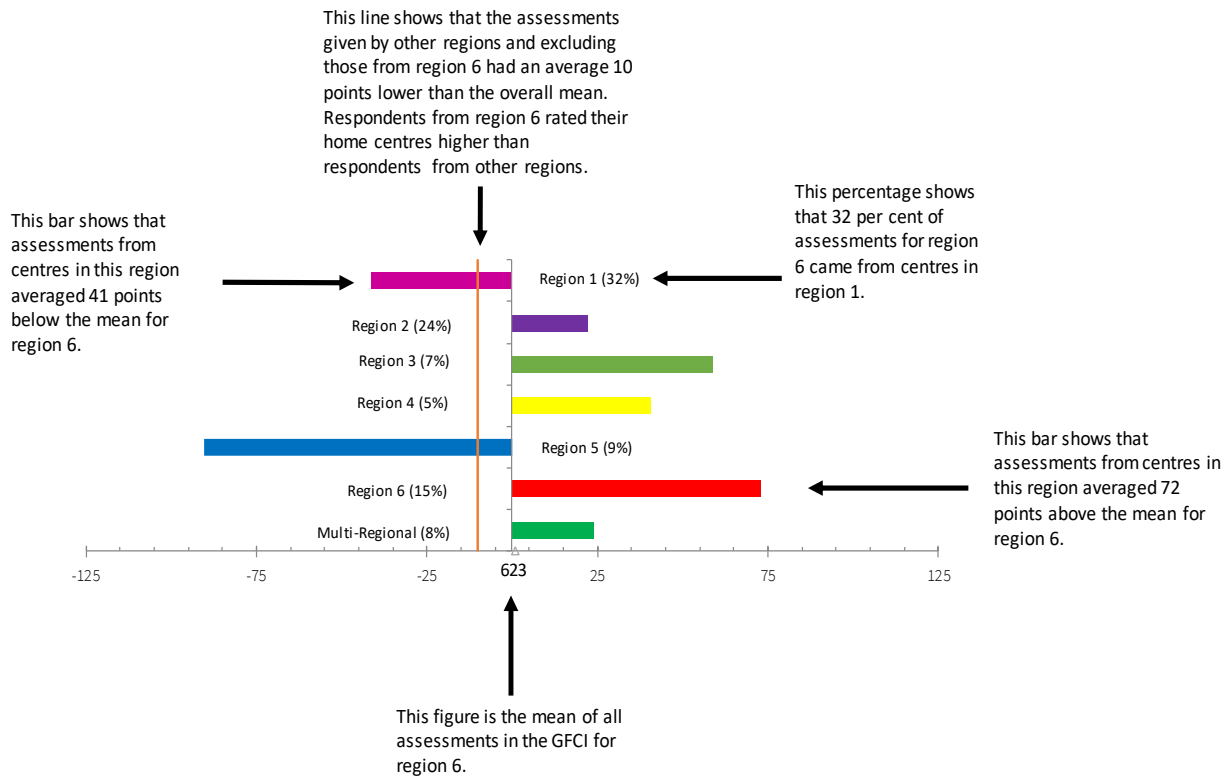 This line shows that the assessments
given by other regions and excluding
those from region 6 had an average 10
points lower than the overall mean.
Respondents from region 6 rated their
home centres higher than
respondents from other regions.
This percentage shows
that 32 per cent of
assessments for region
6 came from centres in
region 1.
This bar shows that
assessments from
centres in this region
averaged 41 points
below the mean for
region 6.
Region 1 (32%)
Region 2 (24%)
Region 3 (7%)
Region 4 (5%)
Region 5 (9%)
Region 6 (15%)
Multi-Regional (8%)
This bar shows that
assessments from centres in
this region averaged 72
points above the mean for
region 6.
-125 -75 -25 623 25 75 125
This figure is the mean of all
assessments in the GFCI for
region 6.